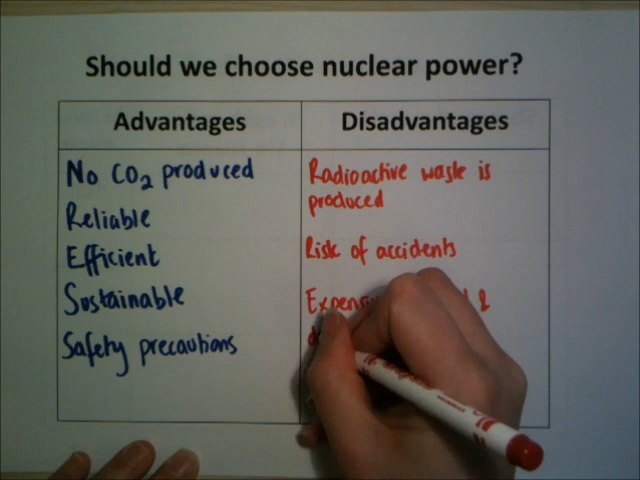 Should we choose nuclear power?
Advantages
Disadvantages
No CO2 produced
Reliable
Efficient
Sustainable
Safety precautions
Radioactive waste is
produced
Risk of accidents
&